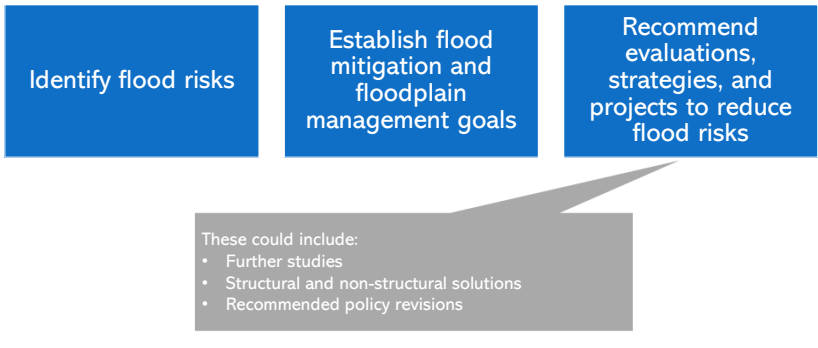 Identify flood risks
Establish flood
mitigation and
floodplain
management goals
Recommend
evaluations,
strategies, and
projects to reduce
flood risks
These could include:
• Further studies
• Structural and non-structural solutions
• Recommended policy revisions